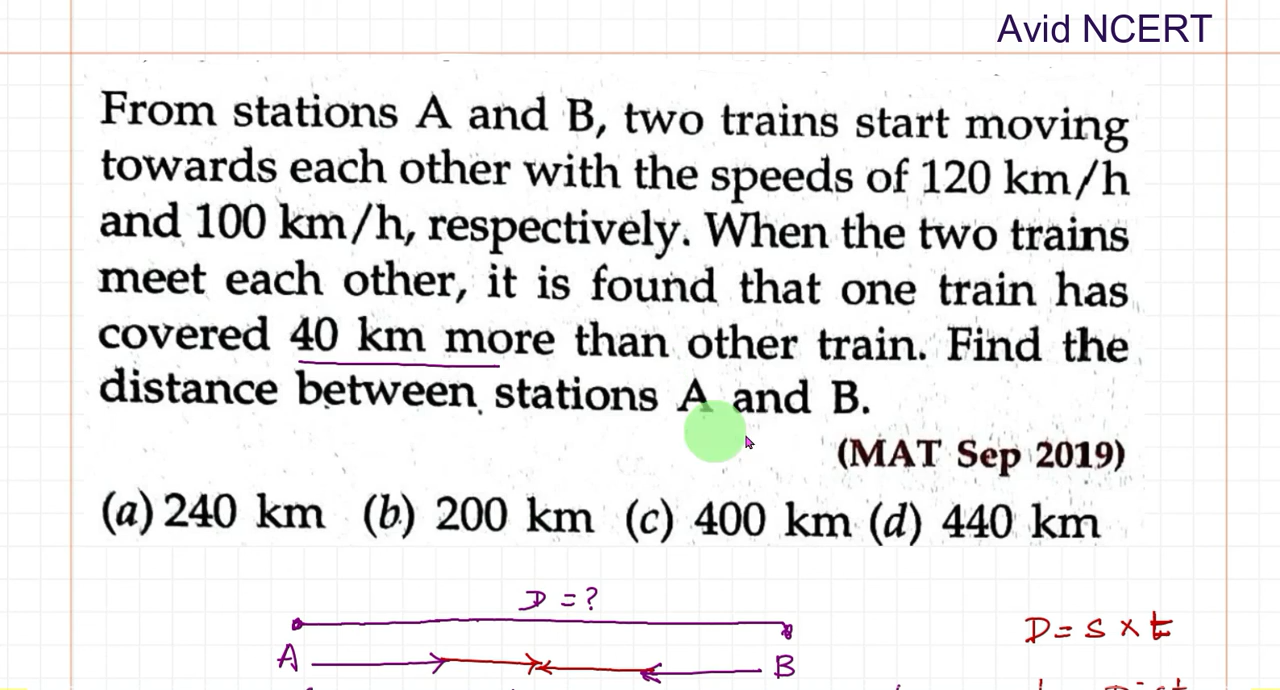 Avid NCERT
From stations A and B, two trains start moving
towards each other with the speeds of 120 km/h
and 100 km/h, respectively. When the two trains
meet each other, it is found that one train has
covered 40 km more than other train. Find the
distance between stations A and B.
(MAT Sep 2019)
(a) 240 km (b) 200 km (c) 400 km (d) 440 km
D = ?
D = S × t
A B